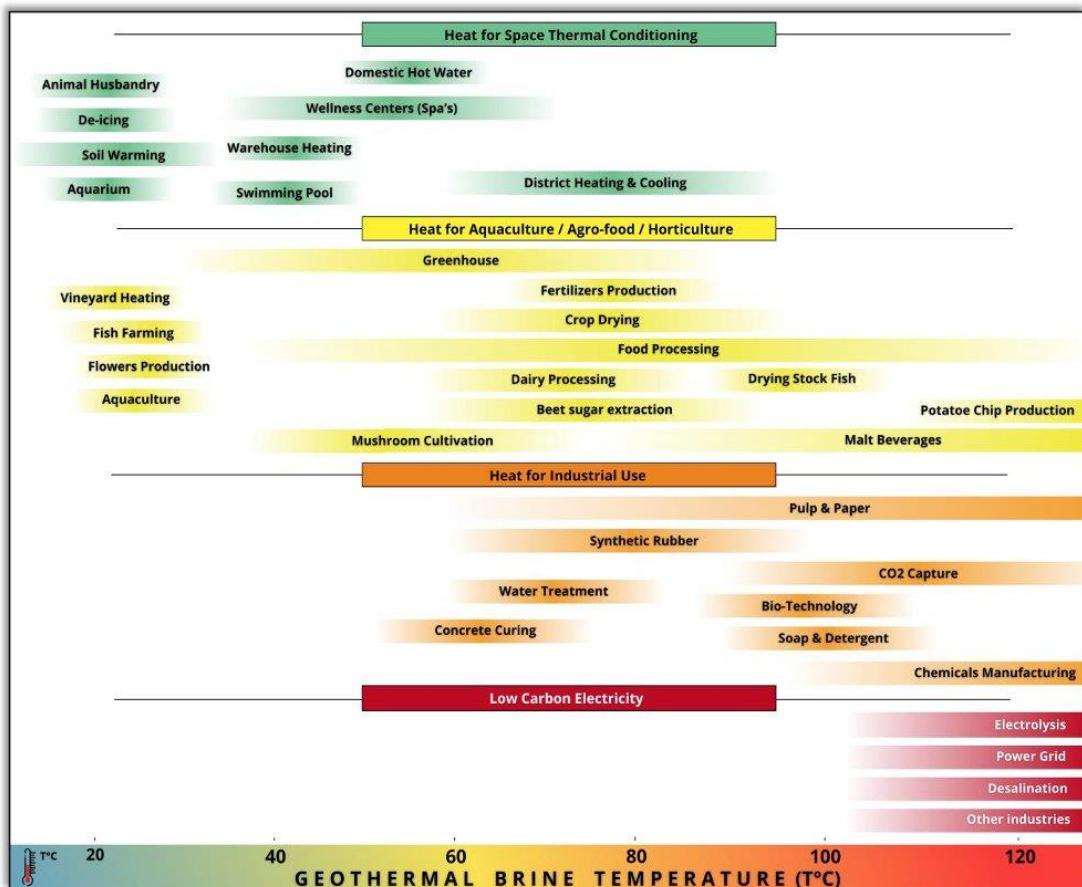 Heat for Space Thermal Conditioning
Domestic Hot Water
Animal Husbandry
Wellness Centers (Spa's)
De-icing
Warehouse Heating
Soil Warming
District Heating & Cooling
Aquarium
Swimming Pool
Heat for Aquaculture / Agro-food / Horticulture
Greenhouse
Fertilizers Production
Vineyard Heating
Crop Drying
Fish Farming
Food Processing
Flowers Production
Dairy Processing
Drying Stock Fish
Aquaculture
Beet sugar extraction
Potatoe Chip Production
Mushroom Cultivation
Malt Beverages
Heat for Industrial Use
Pulp & Paper
Synthetic Rubber
CO2 Capture
Water Treatment
Bio-Technology
Concrete Curing
Soap & Detergent
Chemicals Manufacturing
Low Carbon Electricity
Electrolysis
Power Grid
Desalination
Other industries
T°C 20 40 60 80 100 120
GEOTHERMAL BRINE TEMPERATURE (T°C)